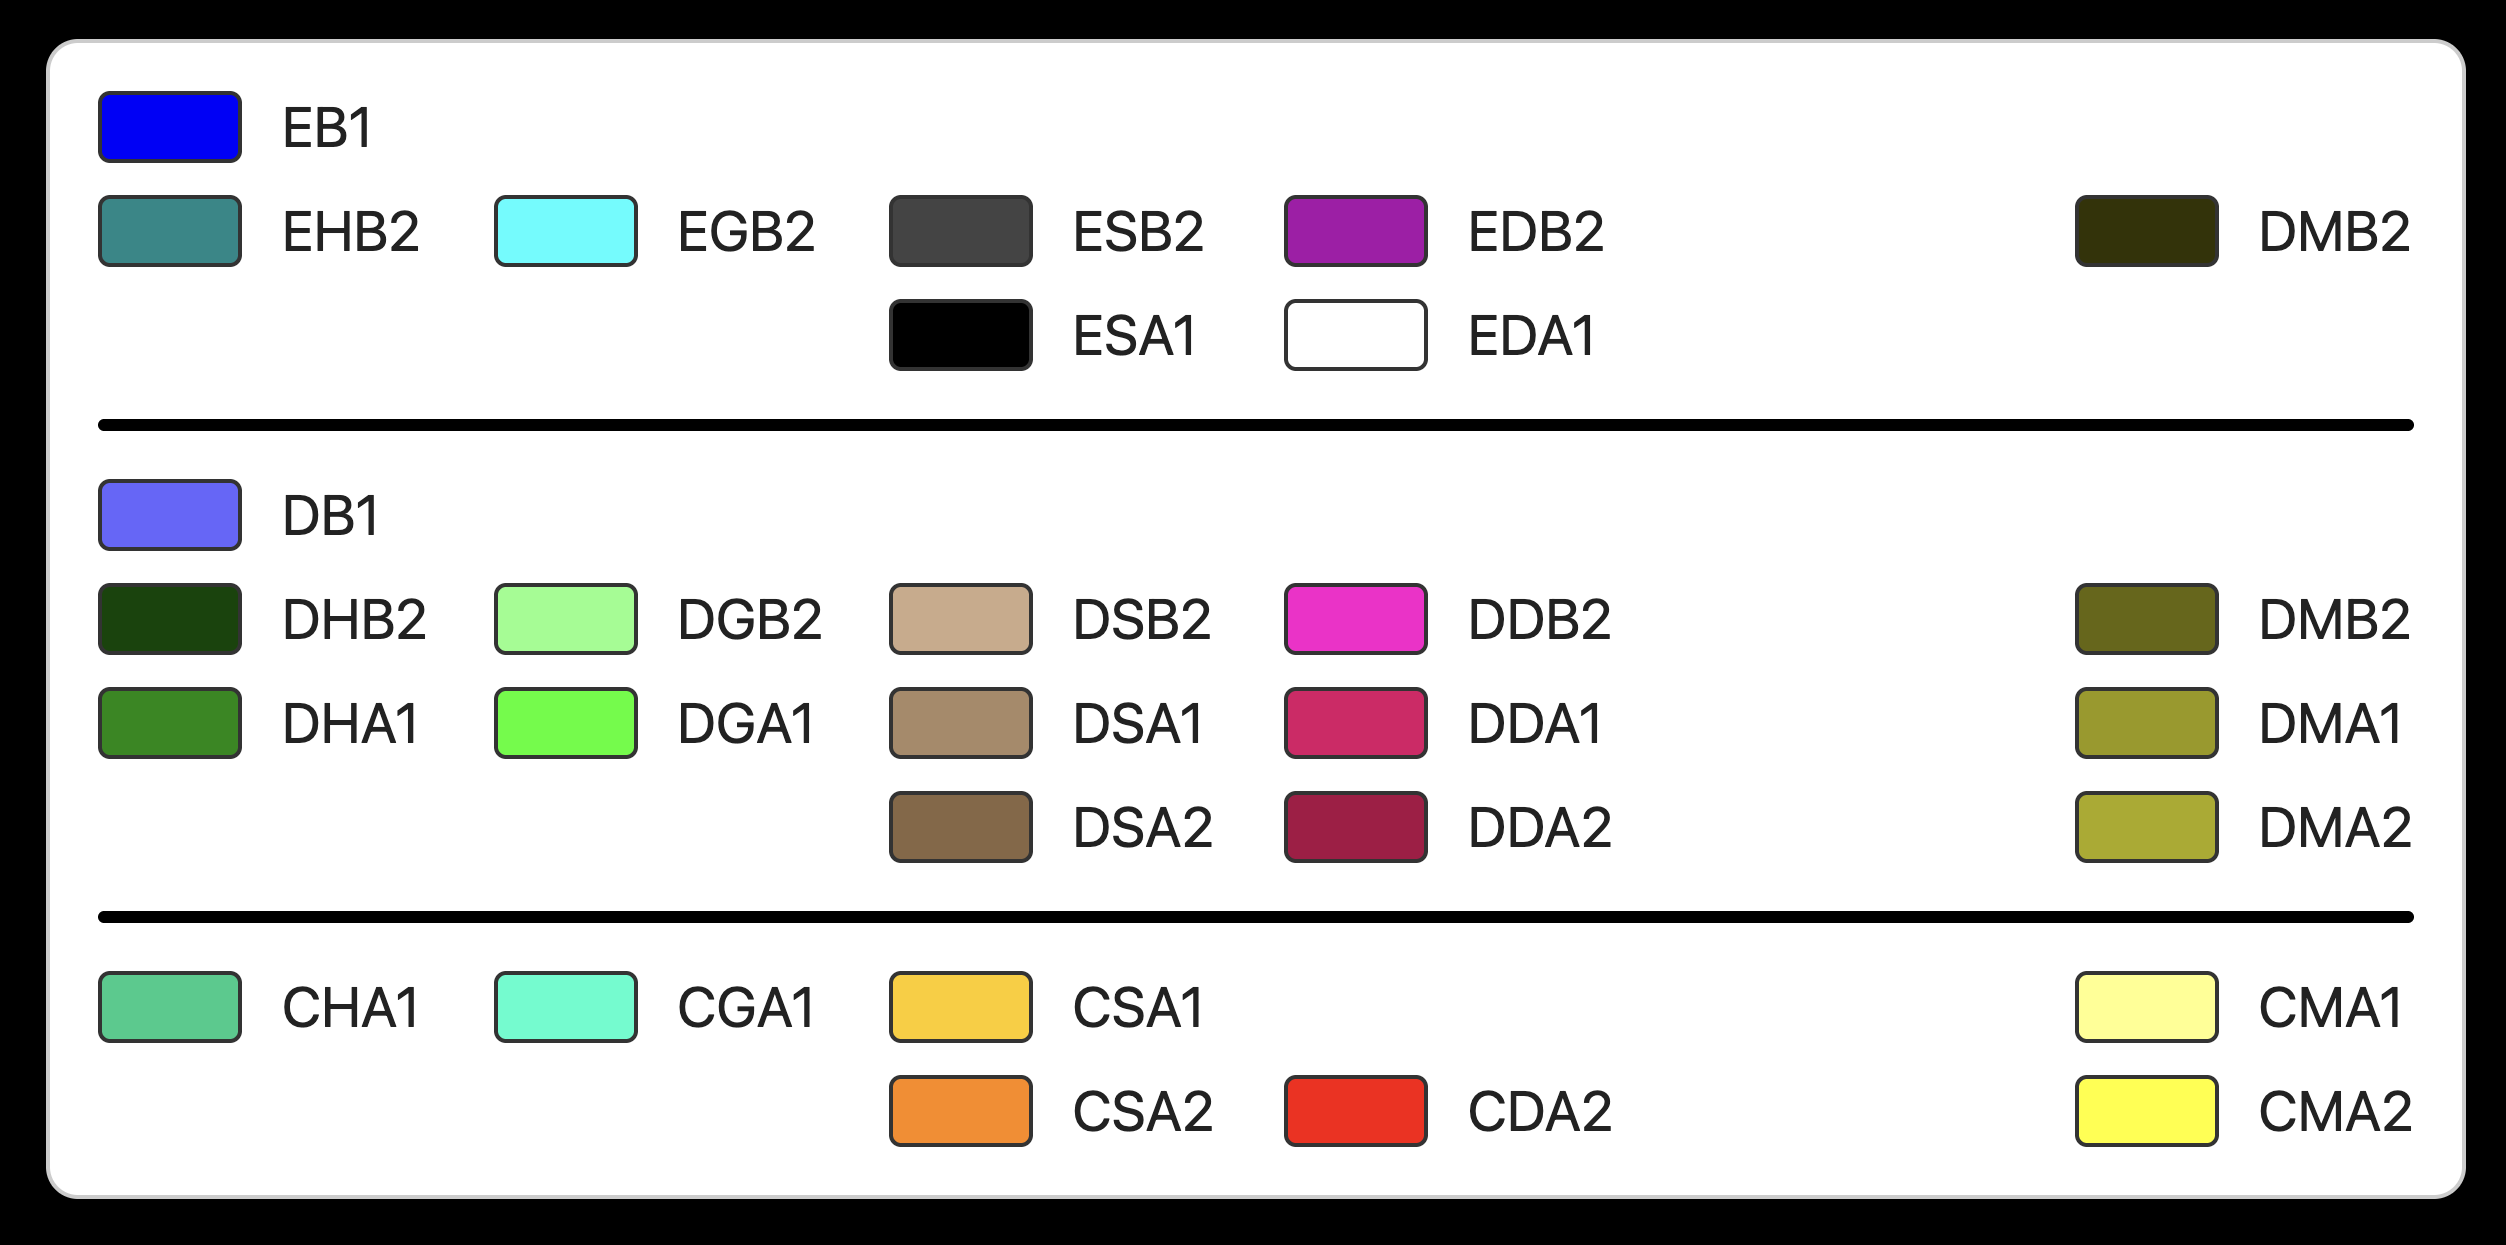 EB1
EHB2 EGB2 ESB2 EDB2 DMB2
ESA1 EDA1
DB1
DHB2 DGB2 DSB2 DDB2 DMB2
DHA1 DGA1 DSA1 DDA1 DMA1
DSA2 DDA2 DMA2
CHA1 CGA1 CSA1 CMA1
CSA2 CDA2 CMA2